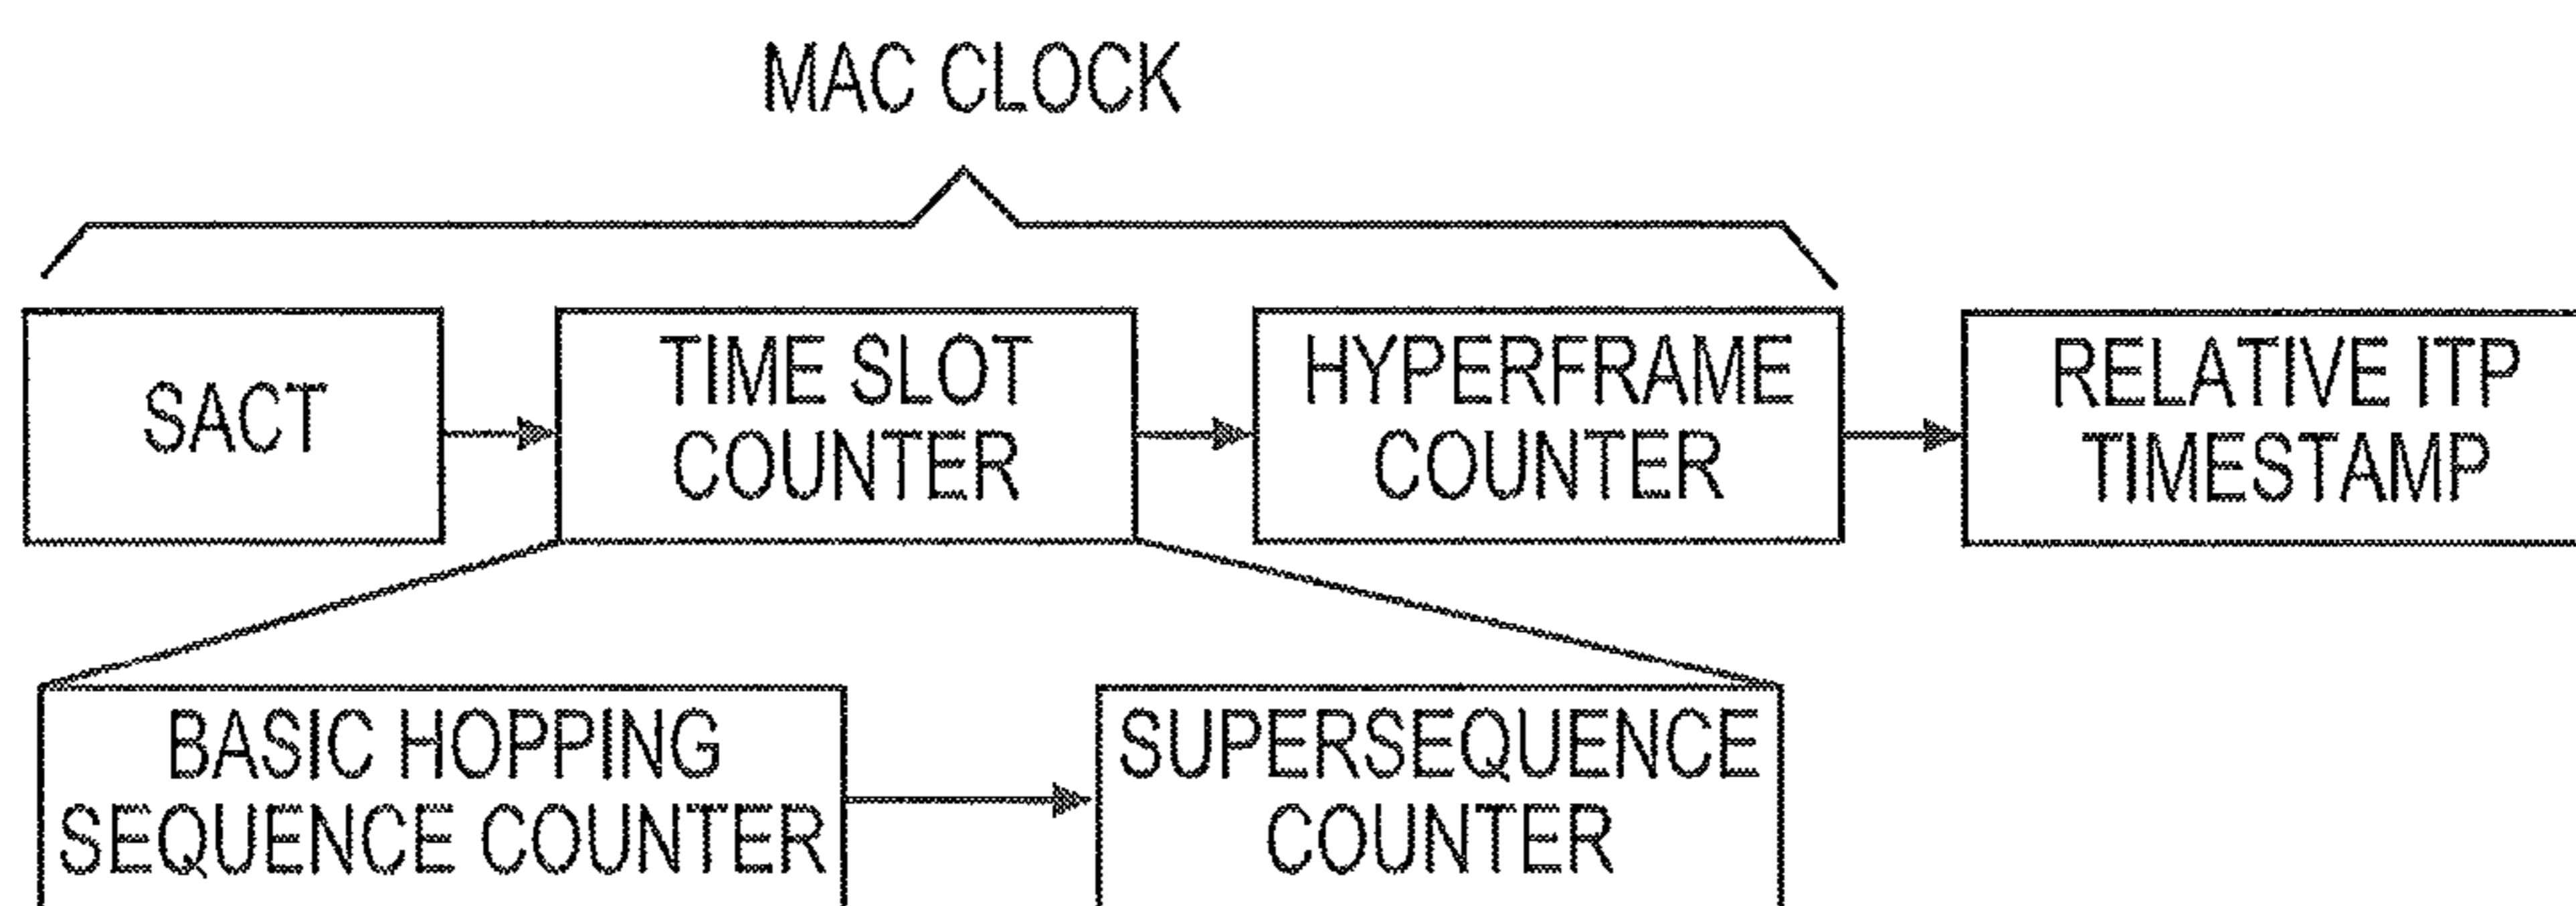 MAC CLOCK
SACT
TIME SLOT
COUNTER
HYPERFRAME
COUNTER
RELATIVE ITP
TIMESTAMP
BASIC HOPPING
SEQUENCE COUNTER
SUPERSEQUENCE
COUNTER